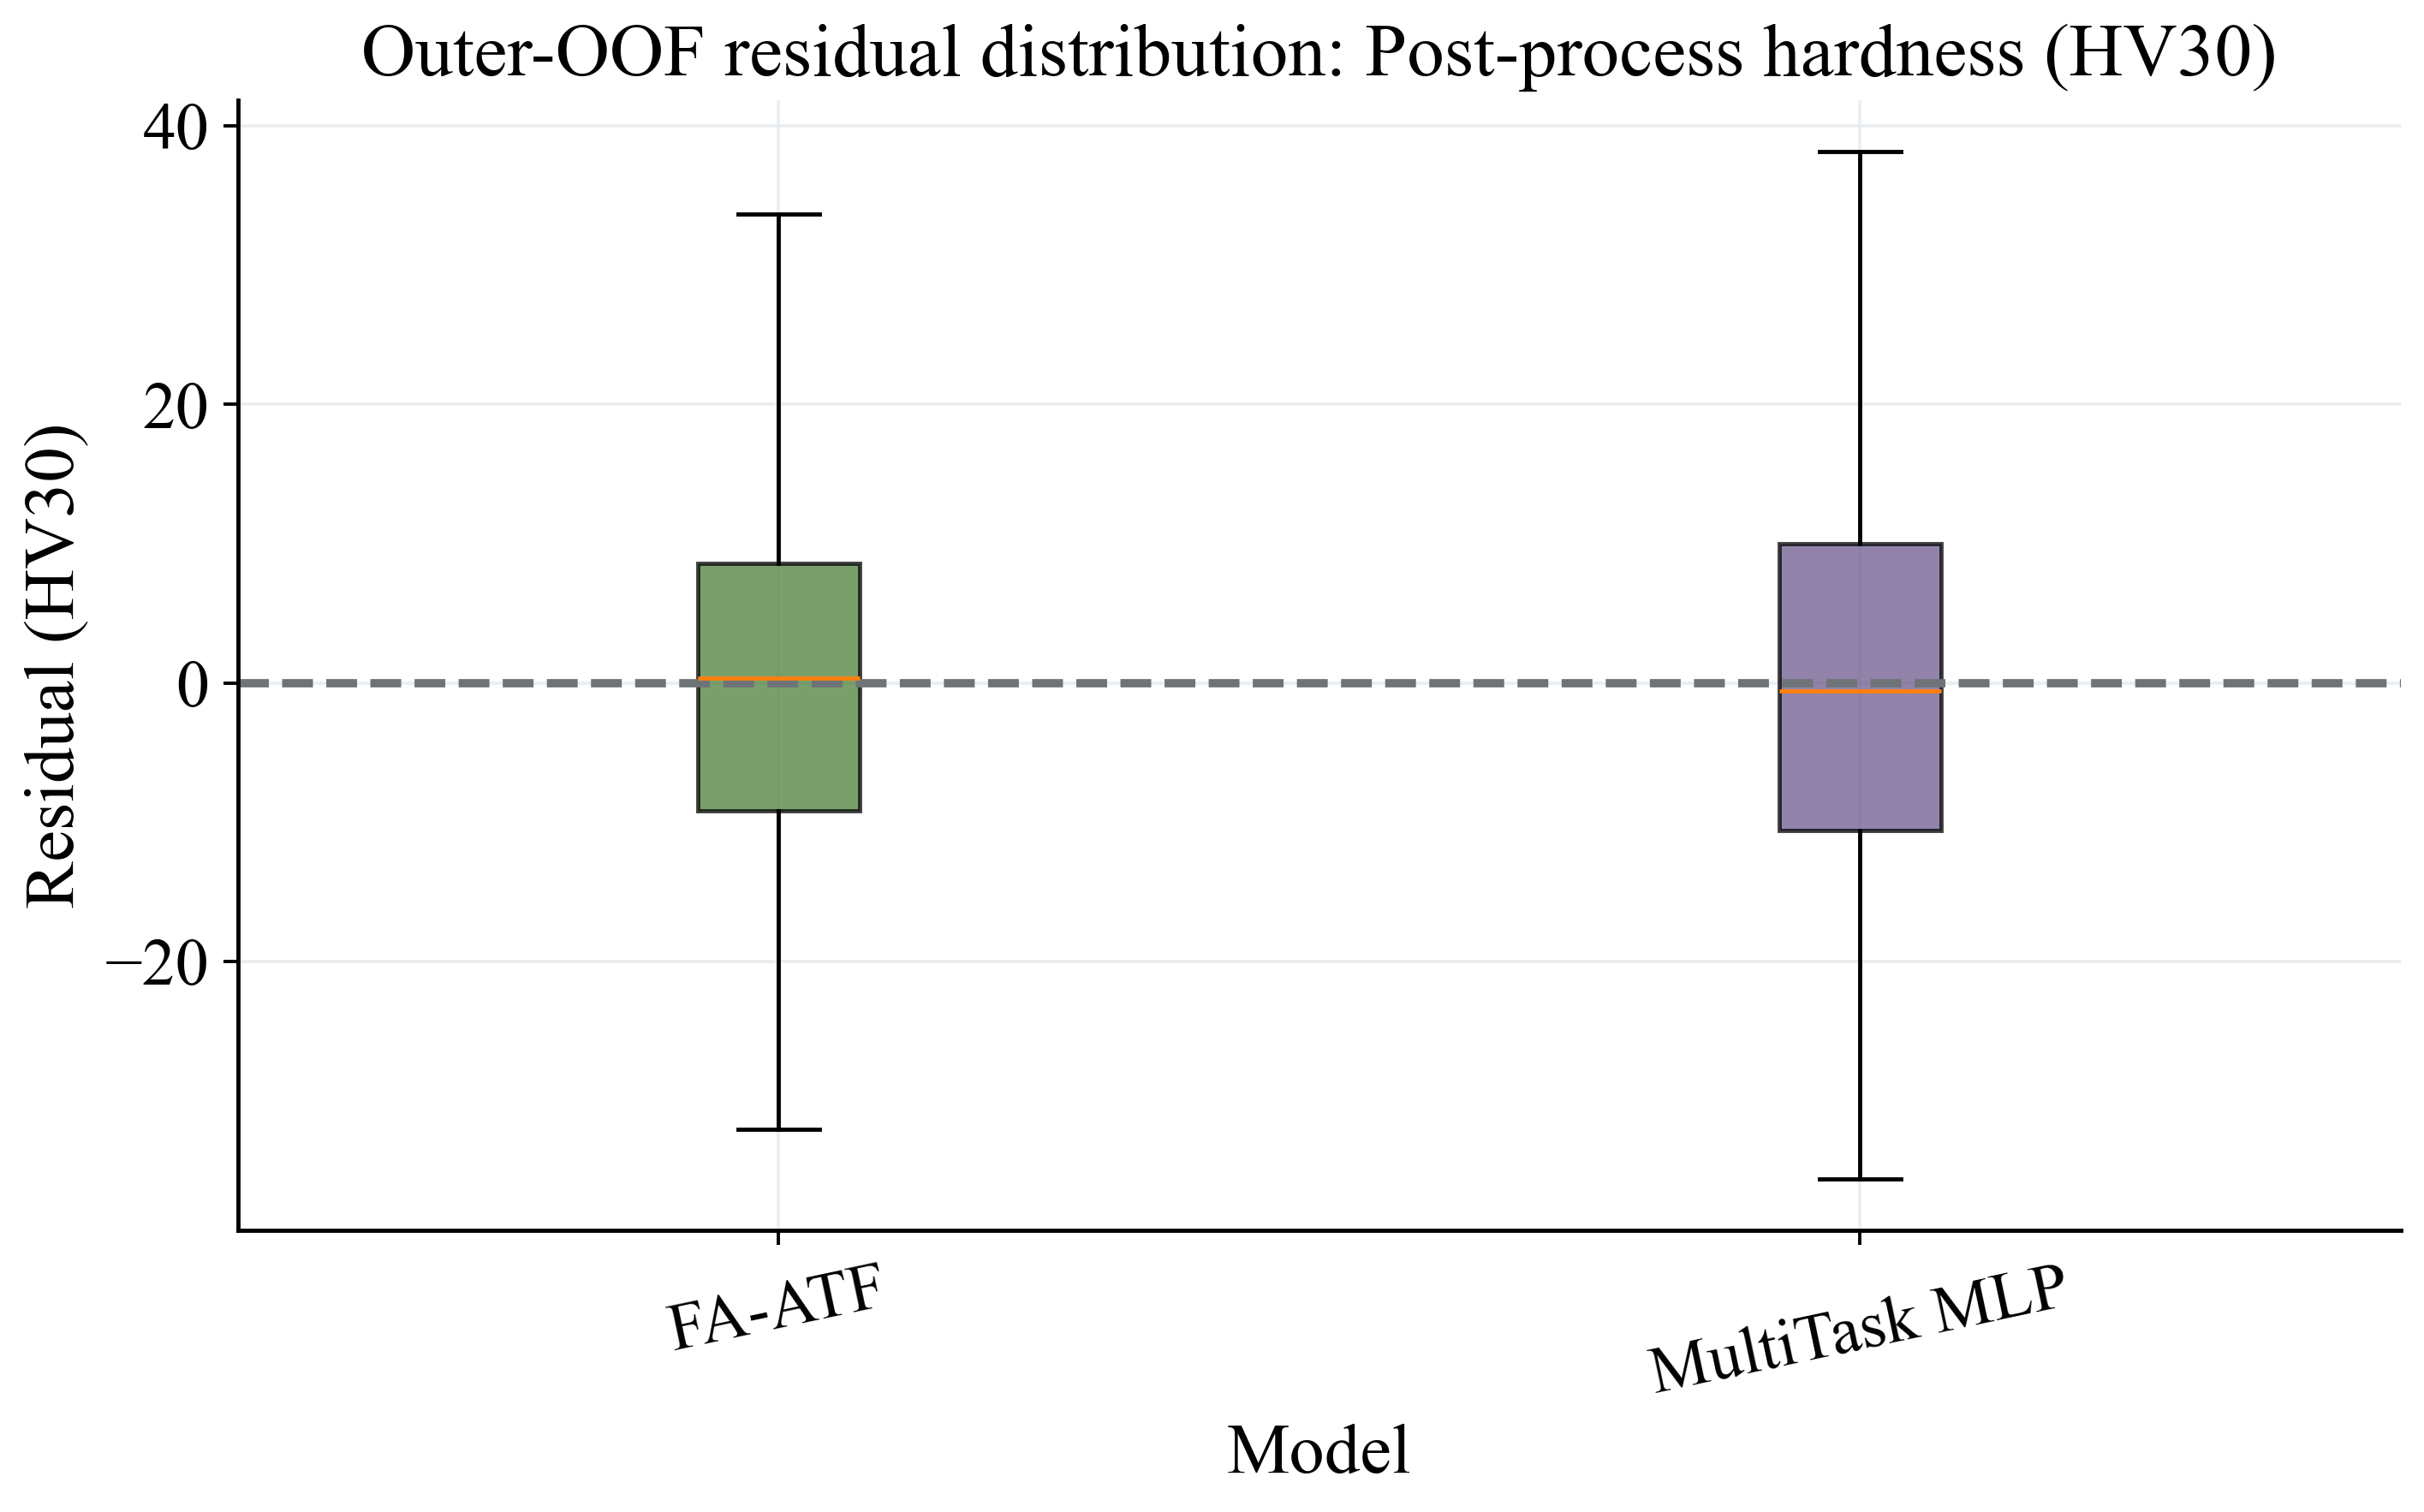 Outer-OOF residual distribution: Post-process hardness (HV30)
Residual (HV30)
40
20
0
−20
FA-ATF
MultiTask MLP
Model